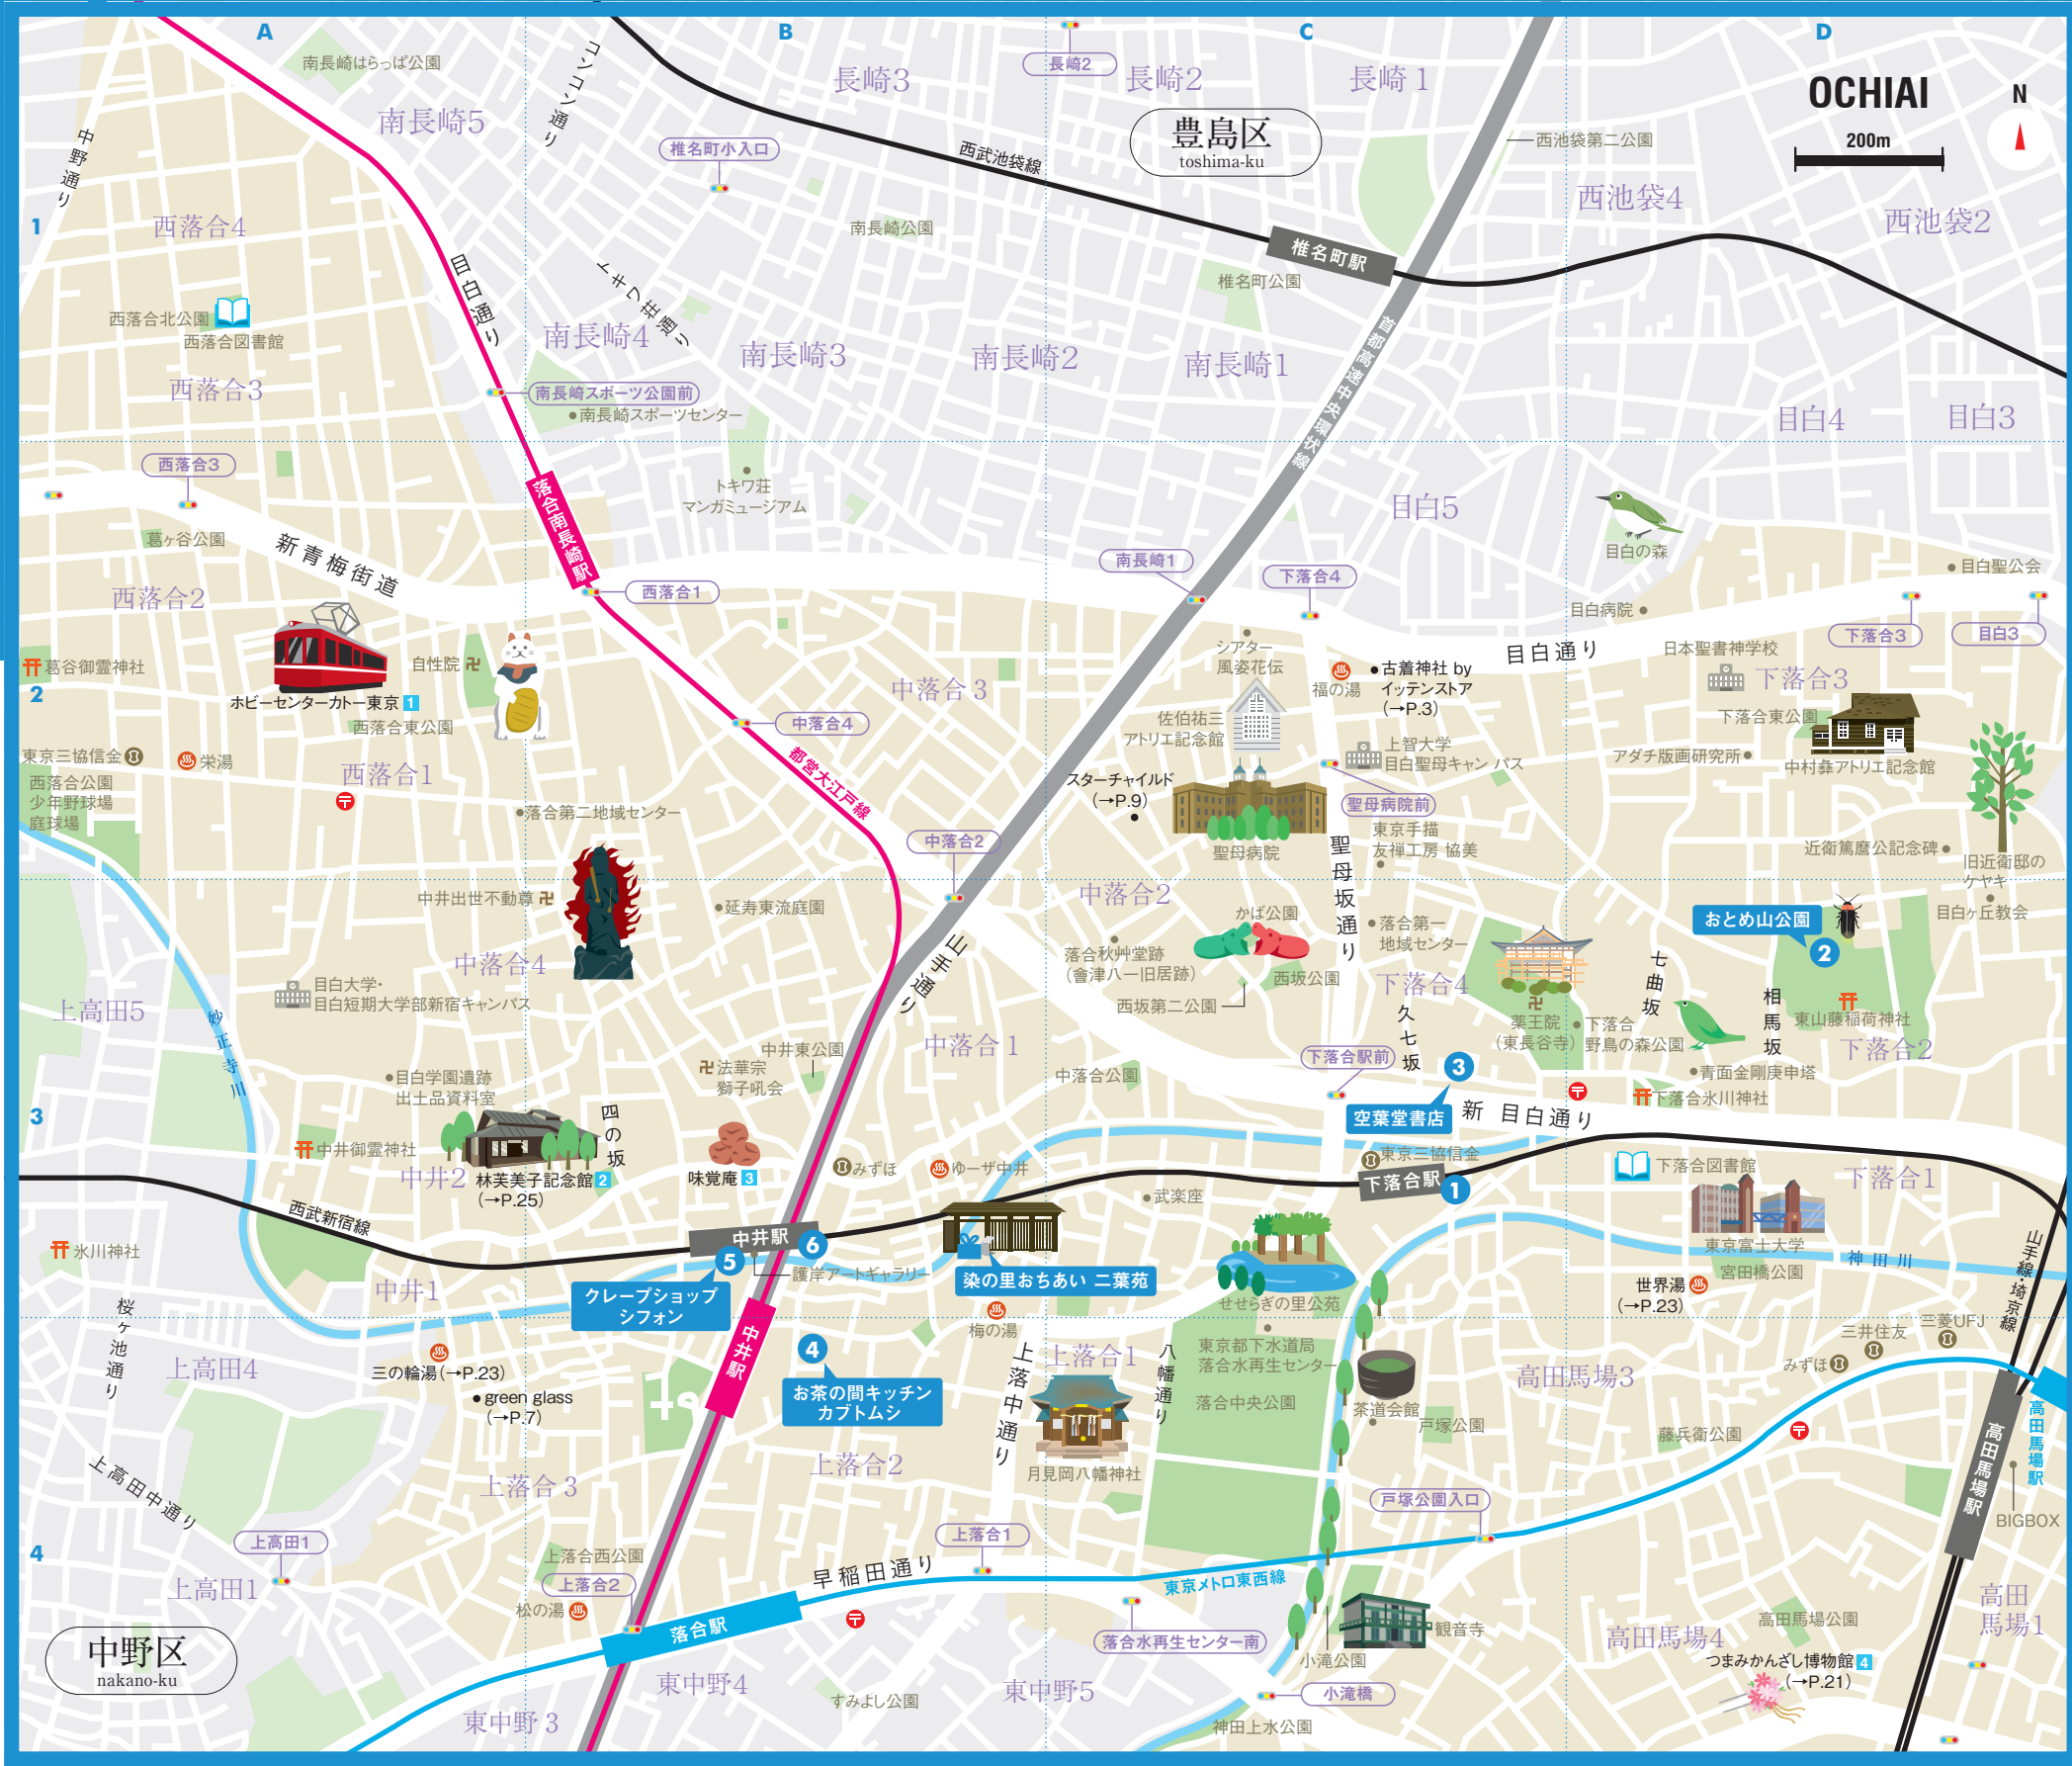 A
B
C
D
1
2
3
4
OCHIAI
N
200m
豊島区
toshima-ku
中野区
nakano-ku
南長崎はらっぱ公園
コンコン通り
長崎3
長崎2
長崎2
長崎1
南長崎5
中野通り
椎名町小入口
西武池袋線
西池袋第二公園
西池袋4
西池袋2
西落合4
南長崎公園
椎名町駅
目白通り
トキワ荘通り
椎名町公園
西落合北公園
西落合図書館
南長崎4
南長崎3
南長崎2
南長崎1
首都高速中央環状線
西落合3
南長崎スポーツ公園前
南長崎スポーツセンター
目白4
目白3
西落合3
落合南長崎駅
トキワ荘
マンガミュージアム
目白5
目白の森
葛ヶ谷公園
新青梅街道
南長崎1
下落合4
目白聖公会
西落合2
西落合1
目白病院
下落合3
目白3
葛谷御霊神社
自性院
ホビーセンターカトー東京 1
西落合東公園
中落合3
中落合4
シアター
風姿花伝
福の湯
古着神社 by
イッテンストア
(→P.3)
目白通り
日本聖書神学校
下落合3
下落合東公園
佐伯祐三
アトリエ記念館
上智大学
目白聖母キャンパス
アダチ版画研究所
中村彝アトリエ記念館
東京三協信金
栄湯
西落合公園
少年野球場
庭球場
西落合1
都営大江戸線
スターチャイルド
(→P.9)
聖母病院前
落合第二地域センター
中落合2
聖母病院
聖母坂通り
東京手描
友禅工房 協美
近衛篤麿公記念碑
旧近衛邸の
ケヤキ
中井出世不動尊
延寿東流庭園
中落合2
かば公園
落合第一
地域センター
おとめ山公園
2
目白ヶ丘教会
中落合4
山手通り
落合秋艸堂跡
(會津八一旧居跡)
西坂公園
西坂第二公園
下落合4
久七坂
七曲坂
相馬坂
目白大学・
目白短期大学部新宿キャンパス
上高田5
妙正寺川
薬王院
(東長谷寺)
下落合
野鳥の森公園
東山藤稲荷神社
下落合2
中井東公園
中落合1
中落合公園
下落合駅前
3
空葉堂書店
青面金剛庚申塔
下落合氷川神社
新目白通り
目白学園遺跡
出土品資料室
法華宗
獅子吼会
四の坂
中井御霊神社
中井2
林芙美子記念館 2
(→P.25)
味覚庵 3
みずほ
ゆーザ中井
東京三協信金
下落合駅
1
武楽座
下落合図書館
下落合1
西武新宿線
中井駅
5
6
護岸アートギャラリー
クレープショップ
シフォン
染の里おちあい 二葉苑
梅の湯
東京富士大学
宮田橋公園
神田川
世界湯
(→P.23)
山手線・埼京線
氷川神社
中井1
せせらぎの里公苑
東京都下水道局
落合水再生センター
落合中央公園
三菱UFJ
三井住友
みずほ
桜ヶ池通り
上高田4
三の輪湯(→P.23)
green glass
(→P.7)
中井駅
4
お茶の間キッチン
カブトムシ
上落中通り
上落合1
八幡通り
月見岡八幡神社
茶道会館
戸塚公園
高田馬場3
藤兵衛公園
高田馬場駅
高田馬場駅
BIGBOX
上高田中通り
上落合3
上落合2
上高田1
上高田1
上落合西公園
上落合2
松の湯
落合駅
早稲田通り
上落合1
東京メトロ東西線
戸塚公園入口
落合水再生センター南
小滝公園
観音寺
小滝橋
神田上水公園
高田馬場4
高田馬場公園
つまみかんざし博物館 4
(→P.21)
高田
馬場1
東中野3
東中野4
すみよし公園
東中野5